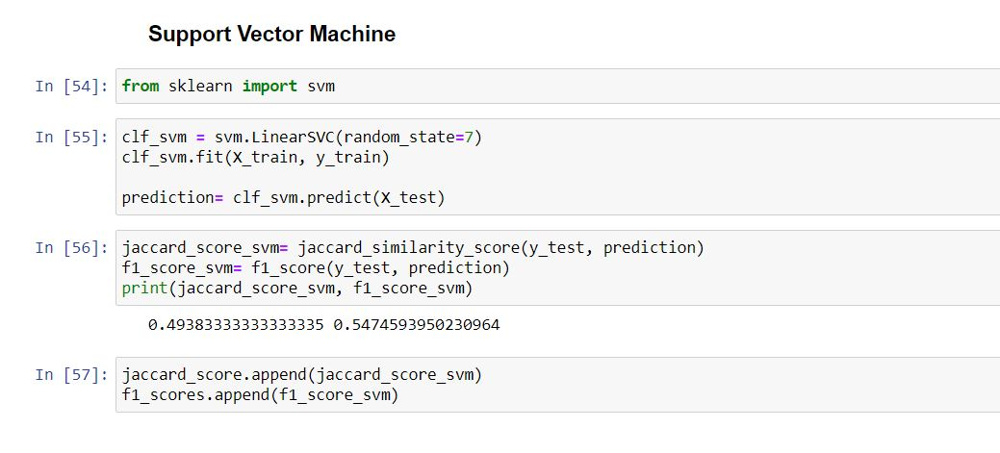 Support Vector Machine
In [54]: from sklearn import svm
In [55]: clf_svm = svm.LinearSVC(random_state=7)
clf_svm.fit(X_train, y_train)
prediction= clf_svm.predict(X_test)
In [56]: jaccard_score_svm= jaccard_similarity_score(y_test, prediction)
f1_score_svm= f1_score(y_test, prediction)
print(jaccard_score_svm, f1_score_svm)
0.49383333333333335 0.5474593950230964
In [57]: jaccard_score.append(jaccard_score_svm)
f1_scores.append(f1_score_svm)